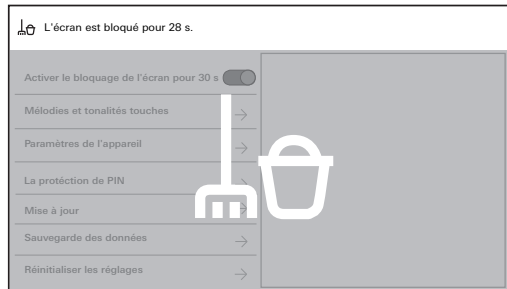 L'écran est bloqué pour 28 s.
Activer le bloquage de l'écran pour 30 s
Mélodies et tonalités touches
Paramètres de l'appareil
La protéction de PIN
Mise à jour
Sauvegarde des données
Réinitialiser les réglages